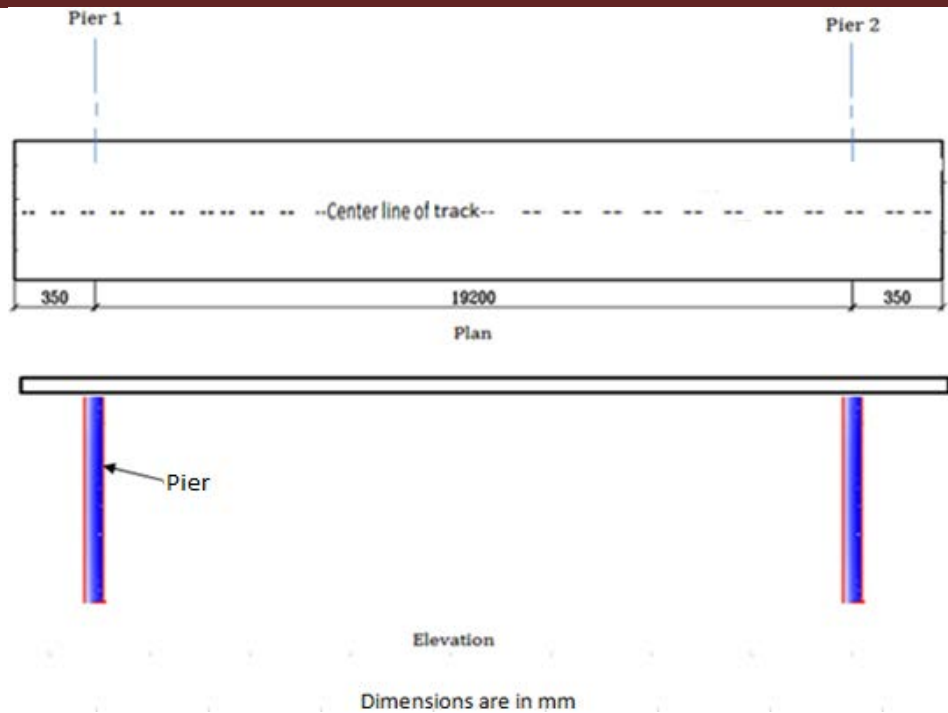 Pier 1
Pier 2
-- -- -- -- -- -- -- -- -- -- --Center line of track-- -- -- -- -- -- -- -- -- -- -- --
350
19200
350
Plan
Pier
Elevation
Dimensions are in mm